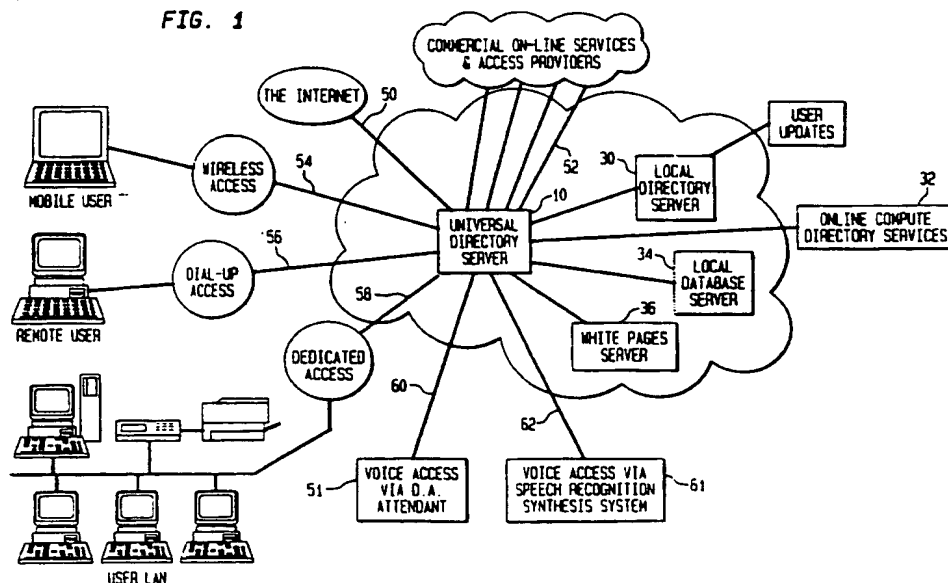 FIG. 1
COMMERCIAL ON-LINE SERVICES
& ACCESS PROVIDERS
THE INTERNET
50
USER
UPDATES
WIRELESS
ACCESS
54
52
30
LOCAL
DIRECTORY
SERVER
32
MOBILE USER
10
UNIVERSAL
DIRECTORY
SERVER
ONLINE COMPUTE
DIRECTORY SERVICES
56
DIAL-UP
ACCESS
34
LOCAL
DATABASE
SERVER
58
36
WHITE PAGES
SERVER
REMOTE USER
DEDICATED
ACCESS
60
62
51
VOICE ACCESS
VIA D.A.
ATTENDANT
VOICE ACCESS VIA
SPEECH RECOGNITION
SYNTHESIS SYSTEM
61
USER LAN